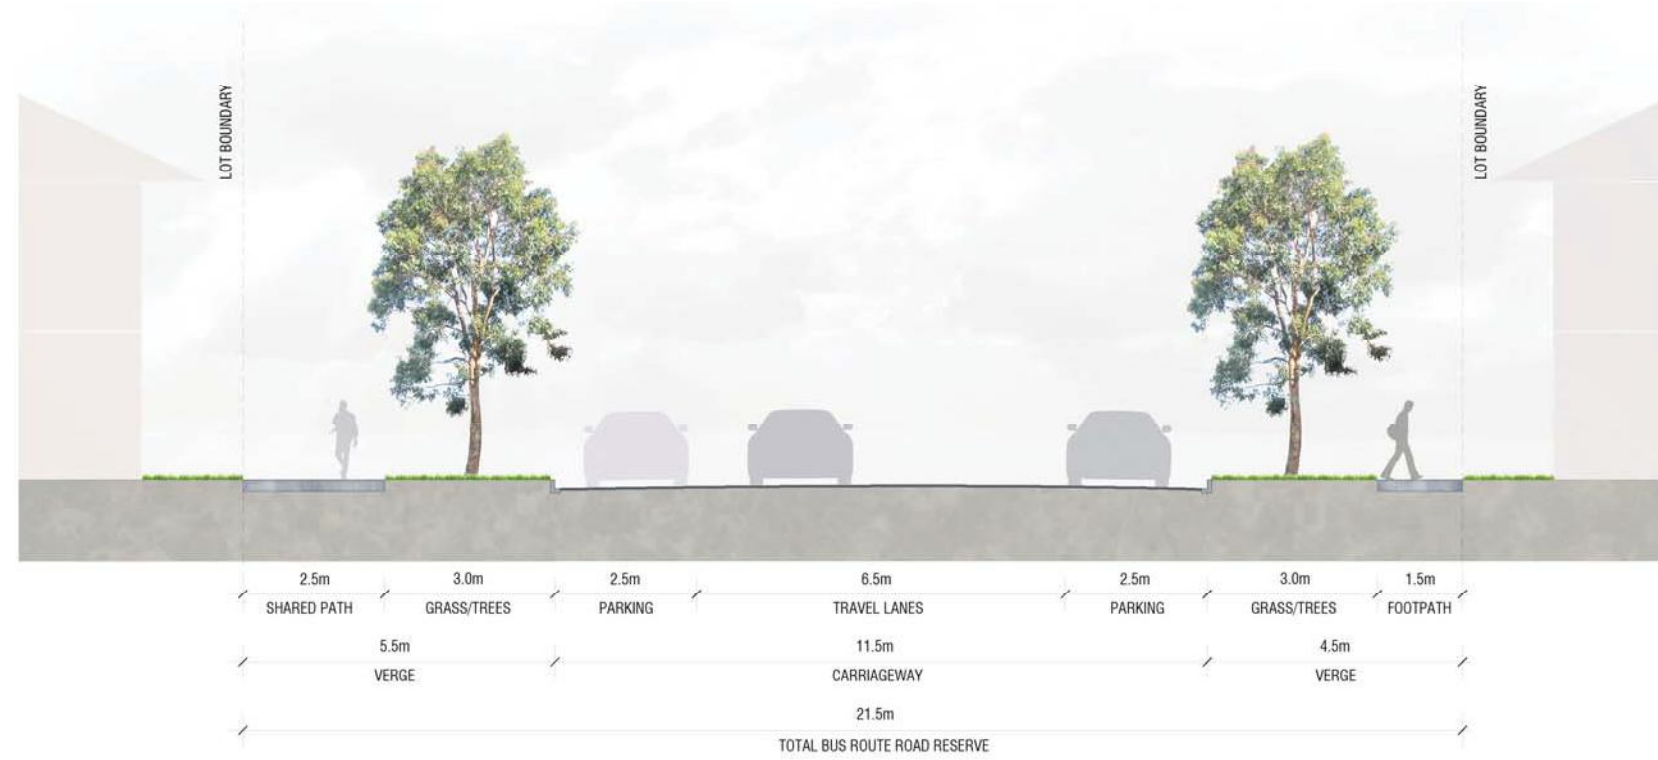 LOT BOUNDARY
LOT BOUNDARY
2.5m 3.0m 2.5m 6.5m 2.5m 3.0m 1.5m
SHARED PATH GRASS/TREES PARKING TRAVEL LANES PARKING GRASS/TREES FOOTPATH
5.5m 11.5m 4.5m
VERGE CARRIAGEWAY VERGE
21.5m
TOTAL BUS ROUTE ROAD RESERVE